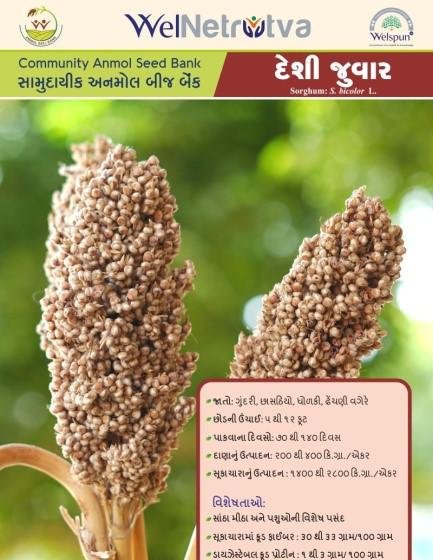 WelNetrutva
Welspun
Community Anmol Seed Bank
સામુદાયીક અનમોલ બીજ બેંક
દેશી જુવાર
Sorghum: S. bicolor L.
જાતો: ગુંદરી, છાસઠિયો, ધોળકી, હેંચણી વગેરે
છોડની ઉંચાઈ: ૫ થી ૧૨ ફૂટ
પાકવાના દિવસો: ૭૦ થી ૧૪૦ દિવસ
દાણાનું ઉત્પાદન: ૨૦૦ થી ૪૦૦ કિ.ગ્રા./એકર
સૂકાચારાનું ઉત્પાદન : ૧૪૦૦ થી ૨૮૦૦ કિ.ગ્રા./એકર
વિશેષતાઓ:
સાંઠા મીઠા અને પશુઓની વિશેષ પસંદ
સૂકાચારામાં ક્રૂડ ફાઈબર : ૩૦ થી ૩૩ ગ્રામ/૧૦૦ ગ્રામ
ડાયઝેસ્ટેબલ ક્રૂડ પ્રોટીન : ૧ થી ૩ ગ્રામ/ ૧૦૦ ગ્રામ